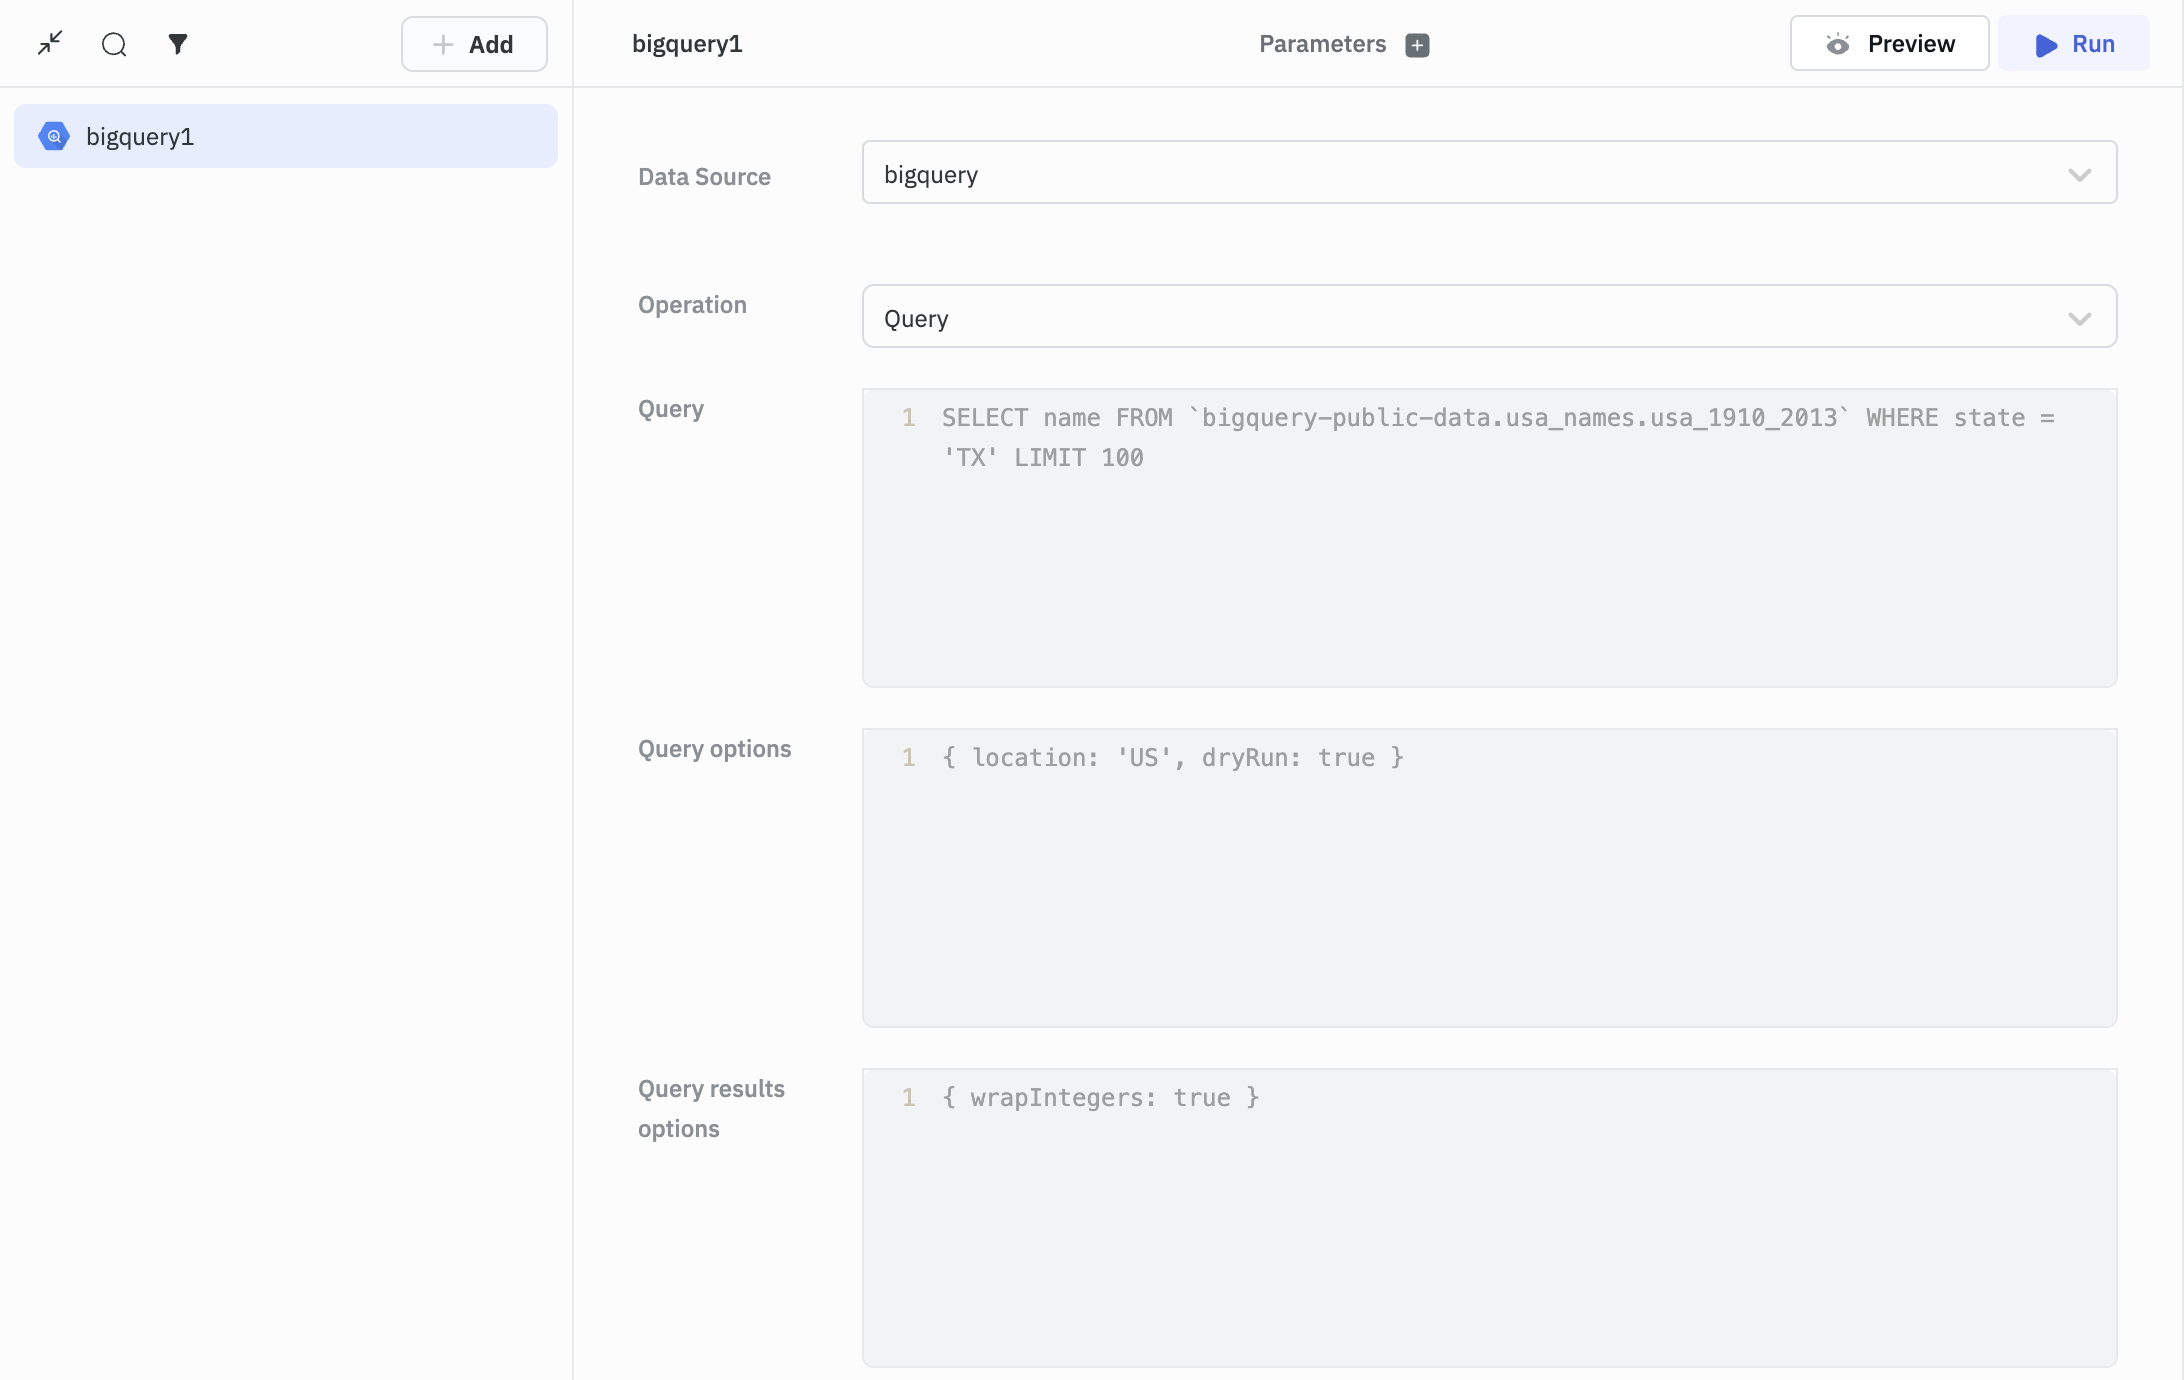 Add
bigquery1
Parameters
Preview
Run
bigquery1
Data Source
bigquery
Operation
Query
Query
1 SELECT name FROM `bigquery-public-data.usa_names.usa_1910_2013` WHERE state =
'TX' LIMIT 100
Query options
1 { location: 'US', dryRun: true }
Query results
options
1 { wrapIntegers: true }